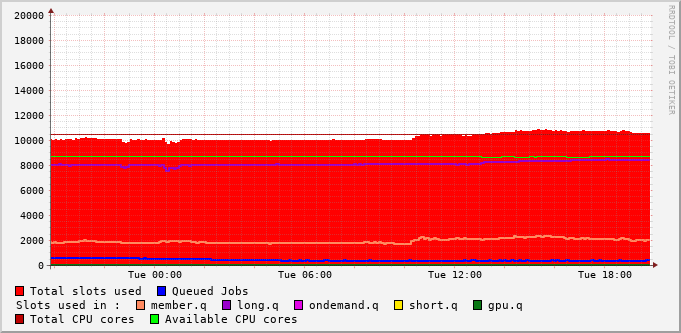 RRDTOOL / TOBI OETIKER
20000
18000
16000
14000
12000
10000
8000
6000
4000
2000
0
Tue 00:00 Tue 06:00 Tue 12:00 Tue 18:00
Total slots used Queued Jobs
Slots used in : member.q long.q ondemand.q short.q gpu.q
Total CPU cores Available CPU cores